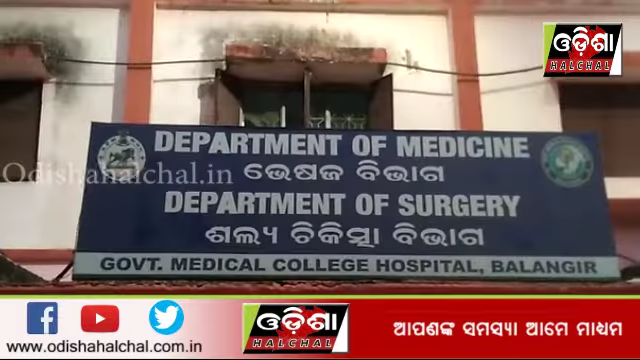 ଓଡ଼ିଶା
HALCHAL
DEPARTMENT OF MEDICINE
ଭେଷଜ ବିଭାଗ
Odishahalchal.in
DEPARTMENT OF SURGERY
ଶଲ୍ୟ ଚିକିତ୍ସା ବିଭାଗ
GOVT. MEDICAL COLLEGE HOSPITAL, BALANGIR
www.odishahalchal.com
ଓଡ଼ିଶା
HALCHAL
ଆପଣଙ୍କ ସମସ୍ୟା ଆମେ ମାଧ୍ୟମ